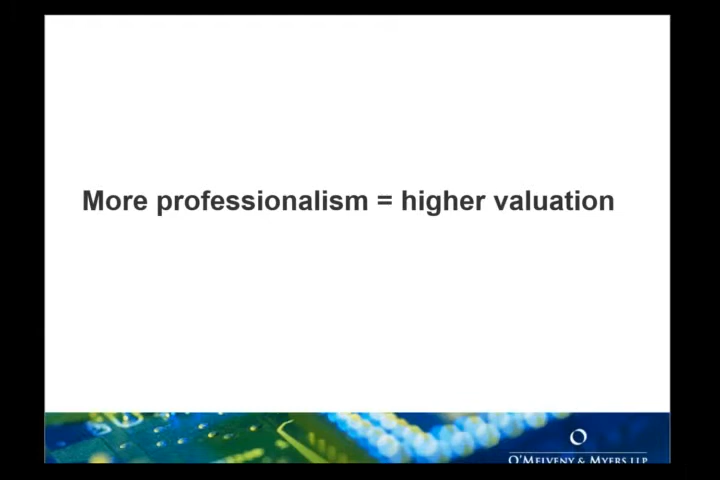 More professionalism = higher valuation
O'MELVENY & MYERS LLP